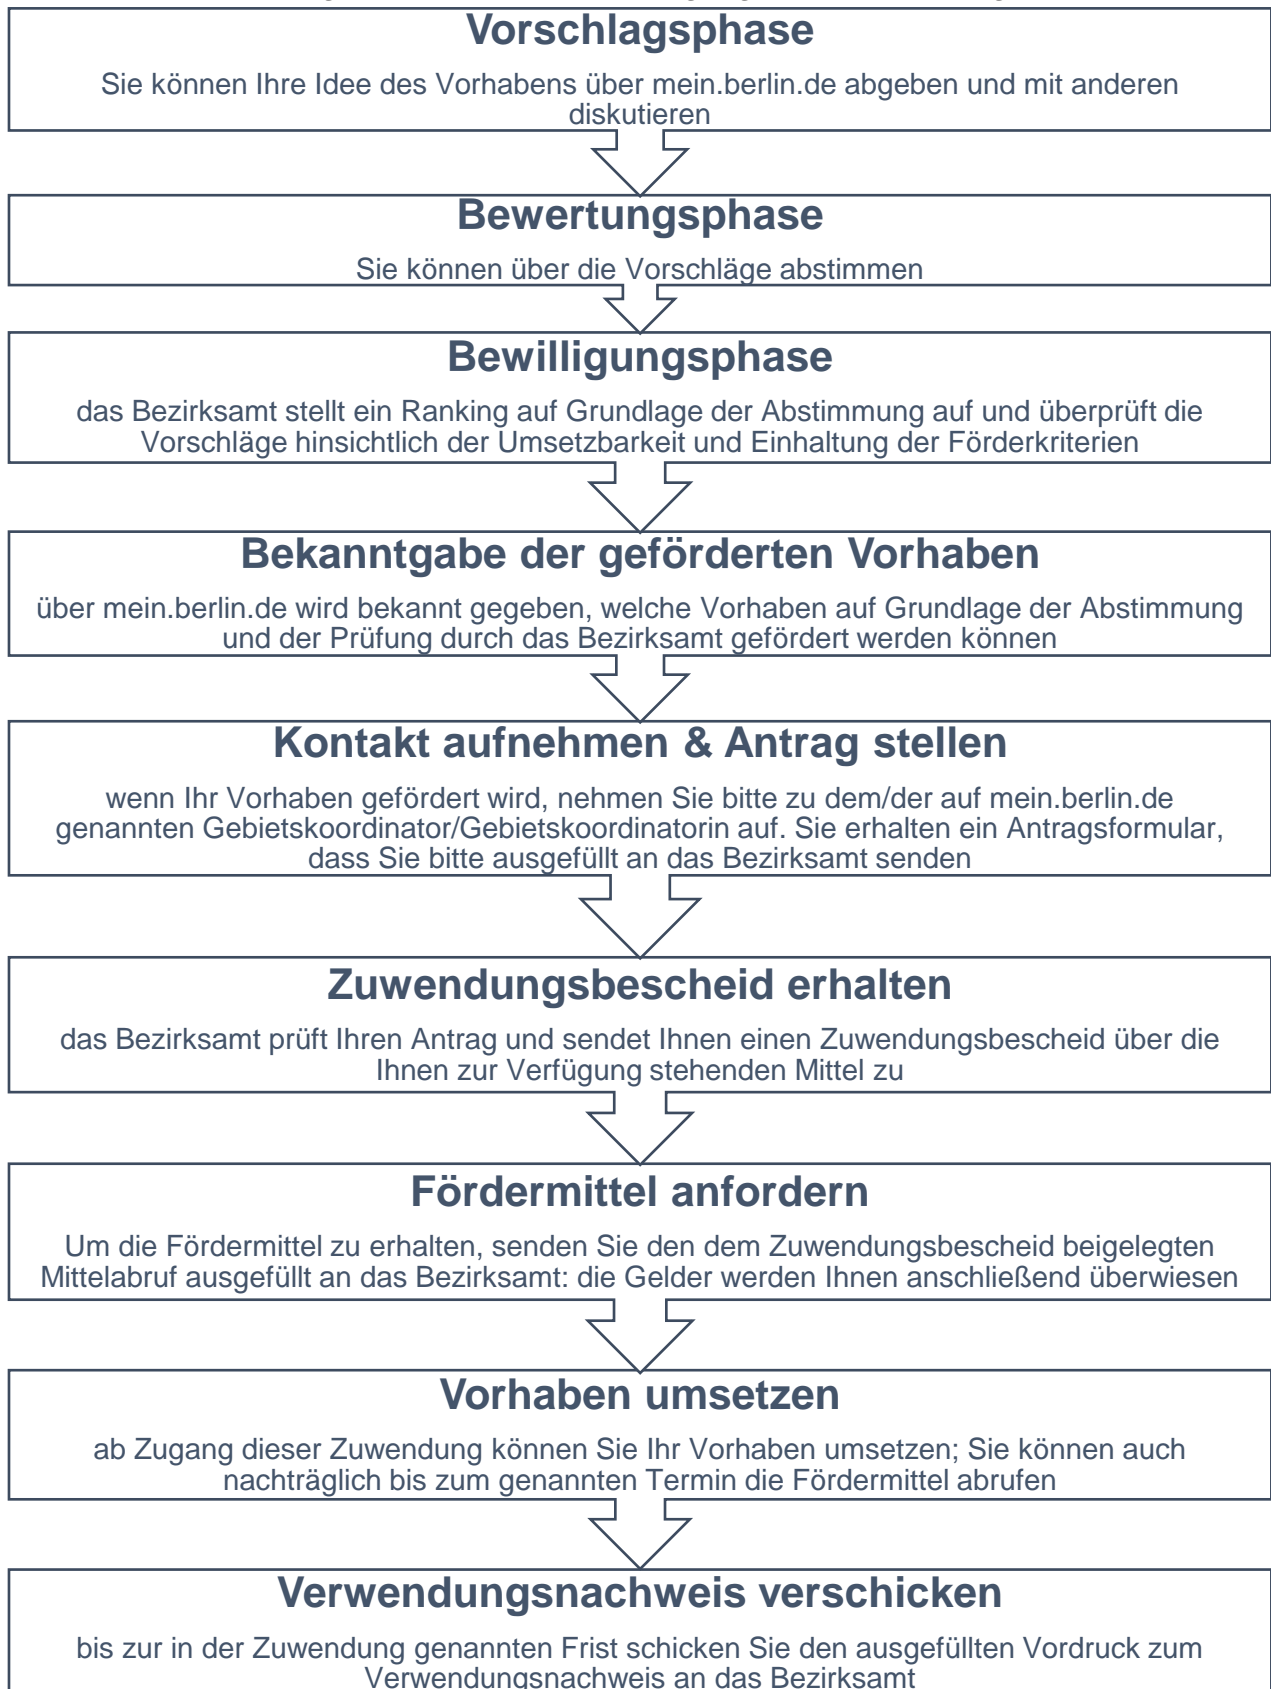 Vorschlagsphase
Sie können Ihre Idee des Vorhabens über mein.berlin.de abgeben und mit anderen
diskutieren
Bewertungsphase
Sie können über die Vorschläge abstimmen
Bewilligungsphase
das Bezirksamt stellt ein Ranking auf Grundlage der Abstimmung auf und überprüft die
Vorschläge hinsichtlich der Umsetzbarkeit und Einhaltung der Förderkriterien
Bekanntgabe der geförderten Vorhaben
über mein.berlin.de wird bekannt gegeben, welche Vorhaben auf Grundlage der Abstimmung
und der Prüfung durch das Bezirksamt gefördert werden können
Kontakt aufnehmen & Antrag stellen
wenn Ihr Vorhaben gefördert wird, nehmen Sie bitte zu dem/der auf mein.berlin.de
genannten Gebietskoordinator/Gebietskoordinatorin auf. Sie erhalten ein Antragsformular,
dass Sie bitte ausgefüllt an das Bezirksamt senden
Zuwendungsbescheid erhalten
das Bezirksamt prüft Ihren Antrag und sendet Ihnen einen Zuwendungsbescheid über die
Ihnen zur Verfügung stehenden Mittel zu
Fördermittel anfordern
Um die Fördermittel zu erhalten, senden Sie den dem Zuwendungsbescheid beigelegten
Mittelabruf ausgefüllt an das Bezirksamt: die Gelder werden Ihnen anschließend überwiesen
Vorhaben umsetzen
ab Zugang dieser Zuwendung können Sie Ihr Vorhaben umsetzen; Sie können auch
nachträglich bis zum genannten Termin die Fördermittel abrufen
Verwendungsnachweis verschicken
bis zur in der Zuwendung genannten Frist schicken Sie den ausgefüllten Vordruck zum
Verwendungsnachweis an das Bezirksamt